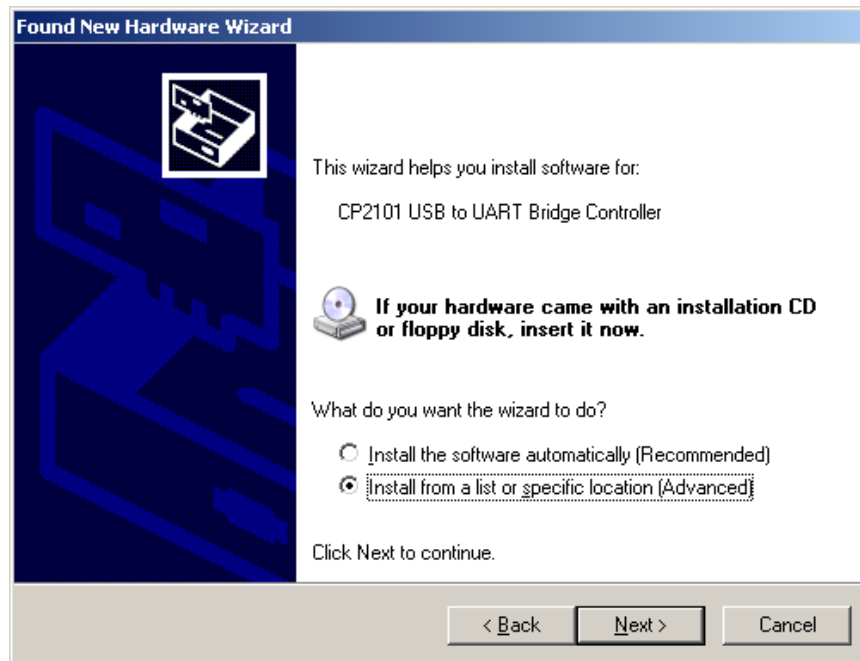 Found New Hardware Wizard
This wizard helps you install software for:
CP2101 USB to UART Bridge Controller
If your hardware came with an installation CD
or floppy disk, insert it now.
What do you want the wizard to do?
Install the software automatically (Recommended)
Install from a list or specific location (Advanced)
Click Next to continue.
< Back
Next >
Cancel